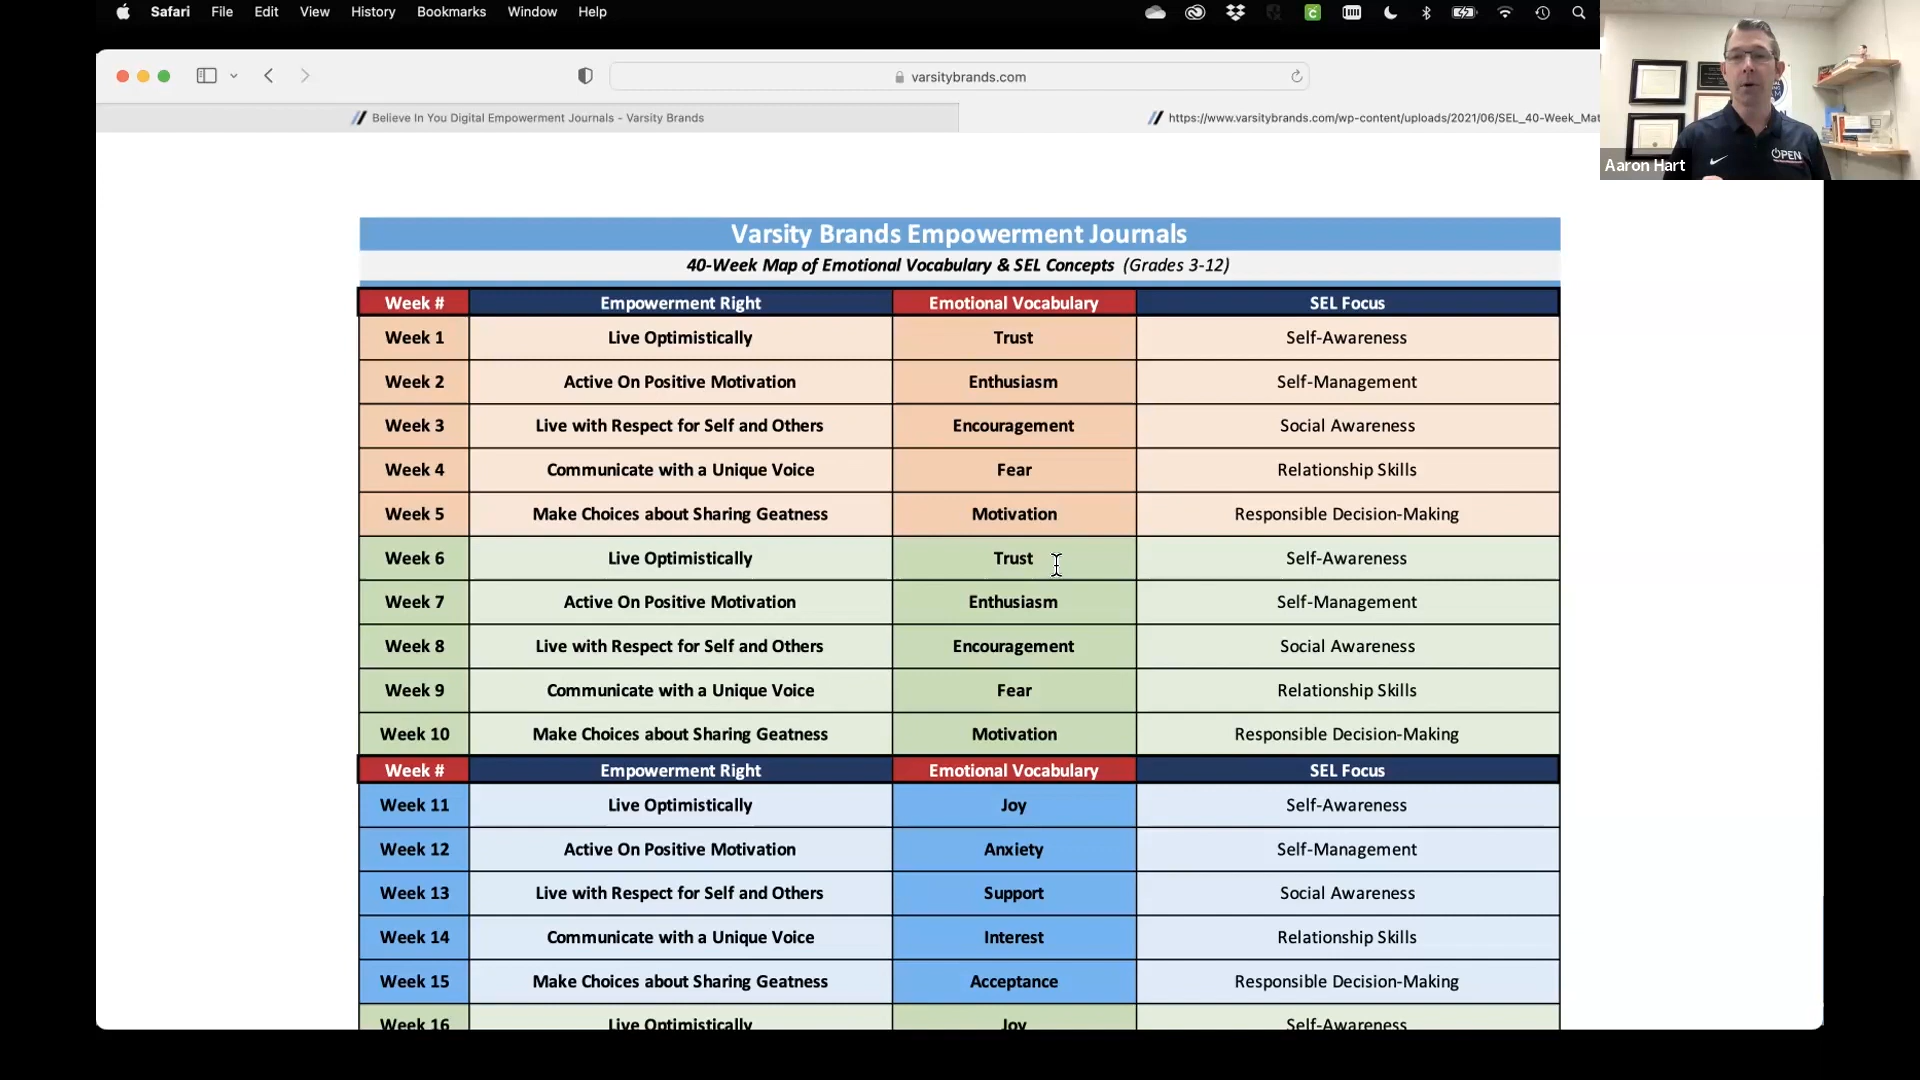 Safari File Edit View History Bookmarks Window Help
varsitybrands.com
Believe In You Digital Empowerment Journals - Varsity Brands
https://www.varsitybrands.com/wp-content/uploads/2021/06/SEL_40-Week_Mat
OPEN
Aaron Hart
Varsity Brands Empowerment Journals
40-Week Map of Emotional Vocabulary & SEL Concepts (Grades 3-12)
Week # Empowerment Right Emotional Vocabulary SEL Focus
Week 1 Live Optimistically Trust Self-Awareness
Week 2 Active On Positive Motivation Enthusiasm Self-Management
Week 3 Live with Respect for Self and Others Encouragement Social Awareness
Week 4 Communicate with a Unique Voice Fear Relationship Skills
Week 5 Make Choices about Sharing Geatness Motivation Responsible Decision-Making
Week 6 Live Optimistically Trust Self-Awareness
Week 7 Active On Positive Motivation Enthusiasm Self-Management
Week 8 Live with Respect for Self and Others Encouragement Social Awareness
Week 9 Communicate with a Unique Voice Fear Relationship Skills
Week 10 Make Choices about Sharing Geatness Motivation Responsible Decision-Making
Week # Empowerment Right Emotional Vocabulary SEL Focus
Week 11 Live Optimistically Joy Self-Awareness
Week 12 Active On Positive Motivation Anxiety Self-Management
Week 13 Live with Respect for Self and Others Support Social Awareness
Week 14 Communicate with a Unique Voice Interest Relationship Skills
Week 15 Make Choices about Sharing Geatness Acceptance Responsible Decision-Making
Week 16 Live Optimistically Joy Self-Awareness